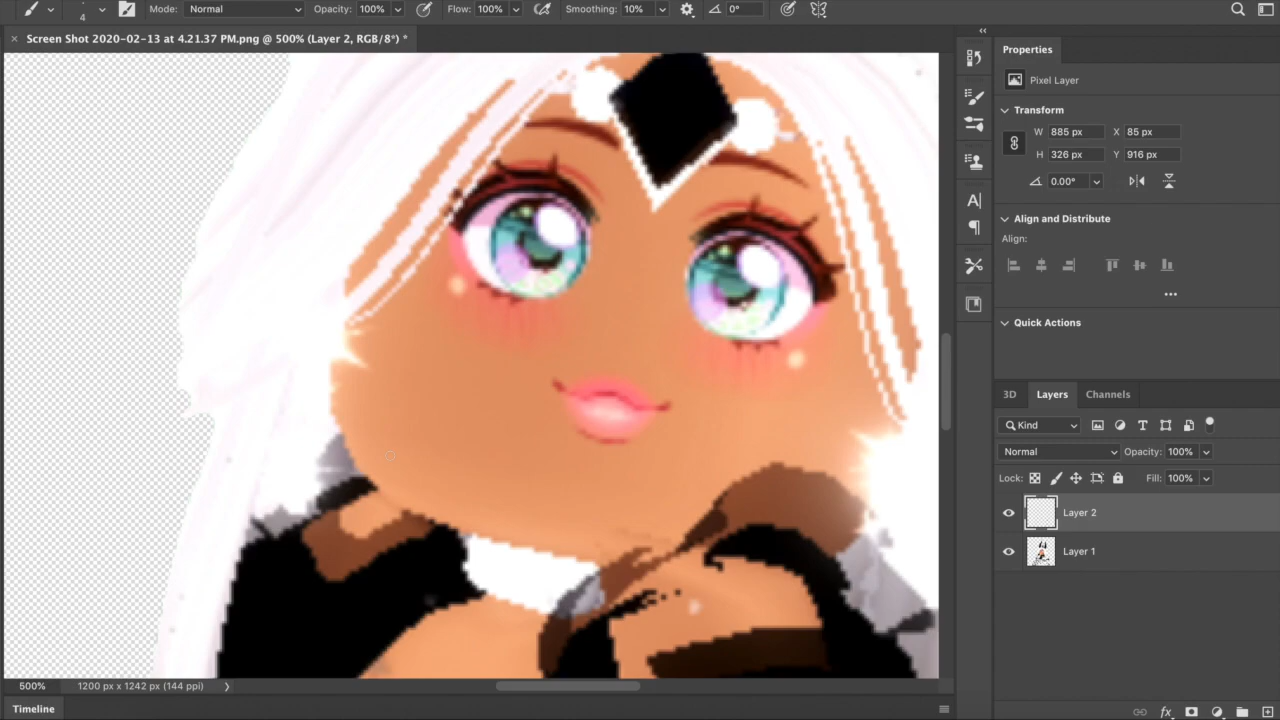 Mode: Normal Opacity: 100% Flow: 100% Smoothing: 10% 0°
4
× Screen Shot 2020-02-13 at 4.21.37 PM.png @ 500% (Layer 2, RGB/8*) *
Properties
Pixel Layer
Transform
W 885 px X 85 px
H 326 px Y 916 px
0.00°
Align and Distribute
Align:
Quick Actions
3D Layers Channels
Kind
Normal Opacity: 100%
Lock: Fill: 100%
Layer 2
Layer 1
500% 1200 px x 1242 px (144 ppi)
Timeline